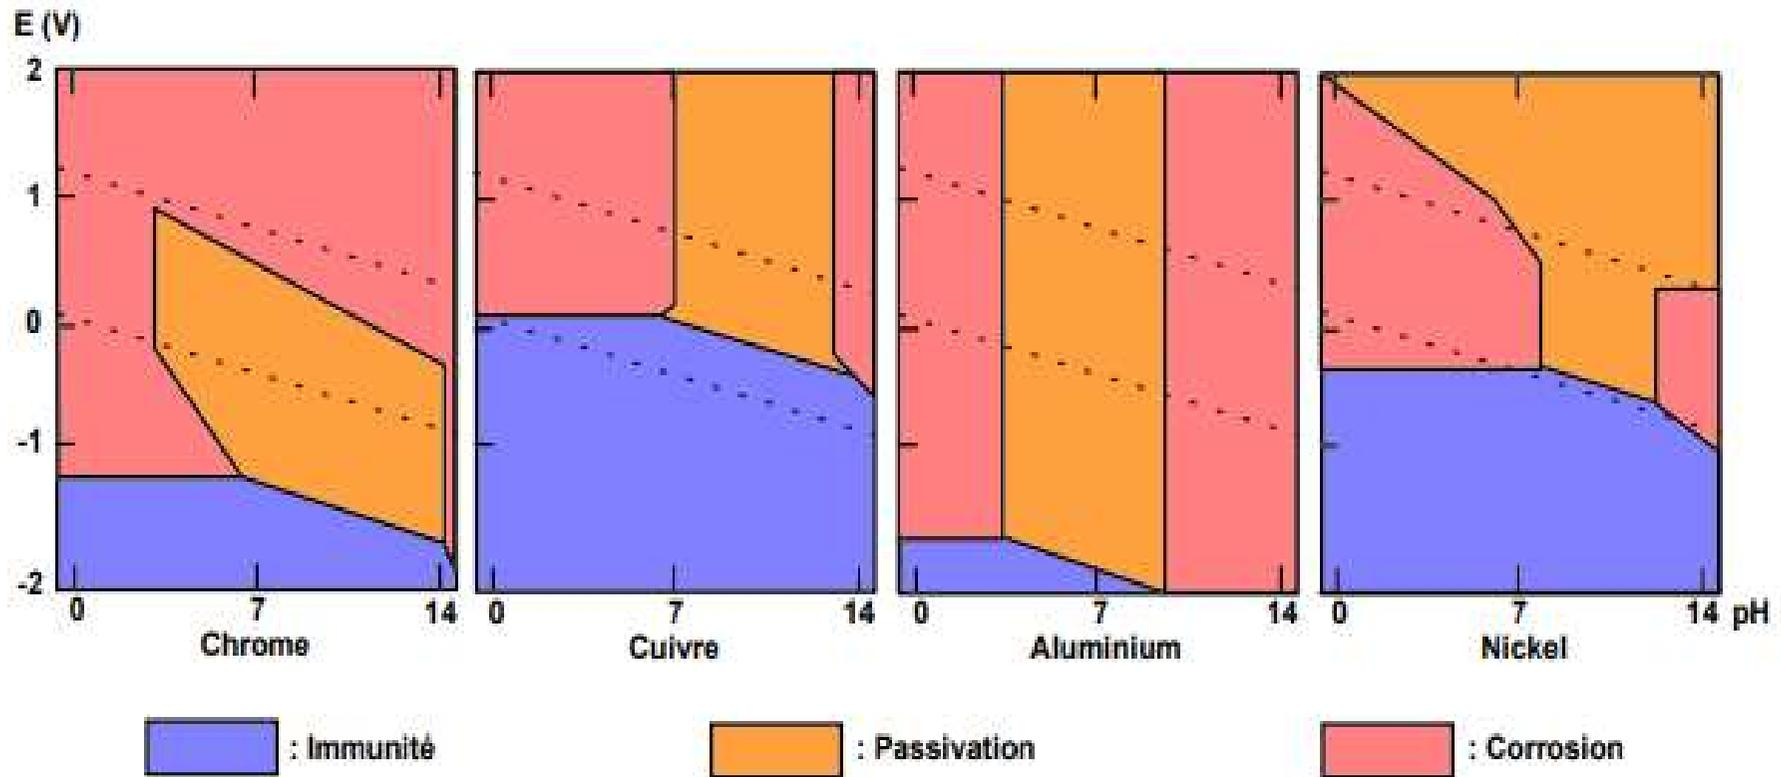 E (V)
2
1
0
-1
-2
0 7 14
0 7 14
0 7 14
0 7 14 pH
Chrome
Cuivre
Aluminium
Nickel
: Immunité
: Passivation
: Corrosion